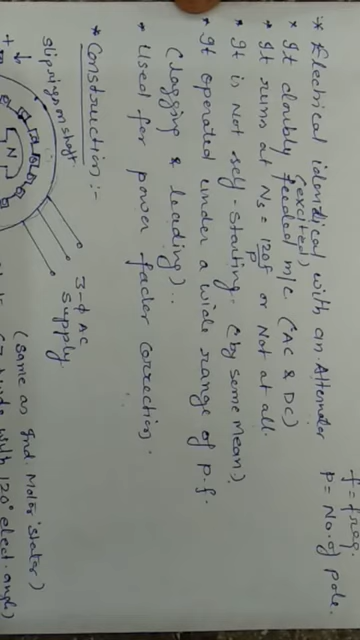 f = freq.
P = No. of pole
* Electrical identical with an Alternator
* It doubly feeded m/c. (AC & DC)
(excited)
* It runs at Ns = 120f/P or Not at all.
* It is Not self-starting. (by some mean)
* It operated under a wide range of P.f.
(lagging & leading)..
* Used for power factor correction.
* Construction :-
slip rings on shaft
3-ϕ AC
supply
(same as Ind. Motor stator)
N
+
with 120° elect. angle)